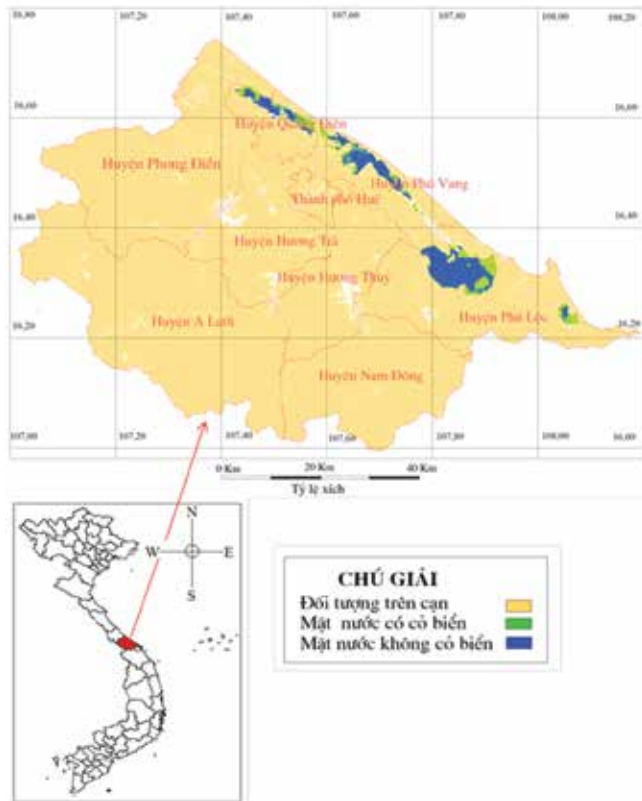 16,80 107,20 107,40 107,60 107,80 108,00 108,20
16,60 16,60
Huyện Quảng Điền
Huyện Phong Điền
Huyện Phú Vang
Thành phố Huế
16,40 16,40
Huyện Hương Trà
Huyện Hương Thủy
Huyện A Lưới
Huyện Phú Lộc
16,20 16,20
Huyện Nam Đông
107,00 107,20 107,40 107,60 107,80 108,00 16,00
0 Km 20 Km 40 Km
Tỷ lệ xích
N
W E
S
CHÚ GIẢI
Đối tượng trên cạn
Mặt nước có cỏ biển
Mặt nước không cỏ biển